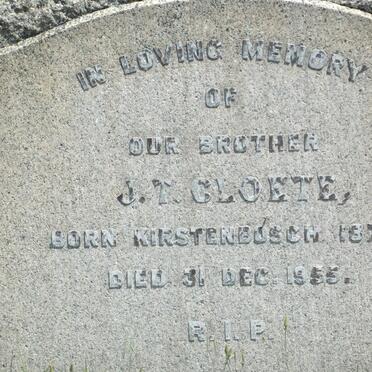 IN LOVING MEMORY
OF
OUR BROTHER
J. T. CLOETE,
BORN KIRSTENBOSCH
DIED 31 DEC. 1955.
R.I.P.